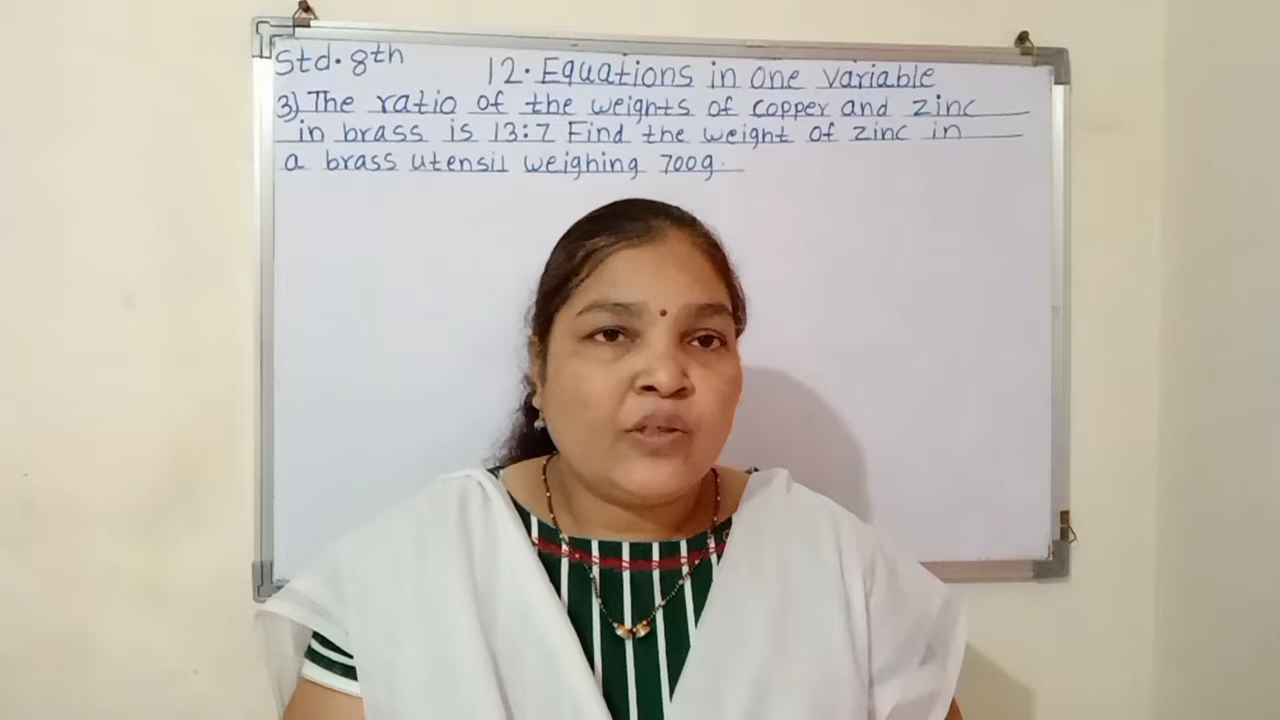 Std. 8th
12. Equations in one variable
3) The ratio of the weights of copper and zinc
in brass is 13:7 Find the weight of zinc in
a brass utensil weighing 700g.